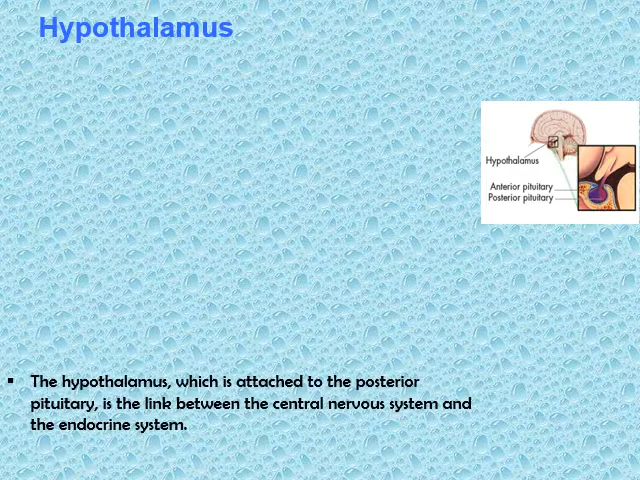 Hypothalamus
Hypothalamus
Anterior pituitary
Posterior pituitary
▪ The hypothalamus, which is attached to the posterior
pituitary, is the link between the central nervous system and
the endocrine system.